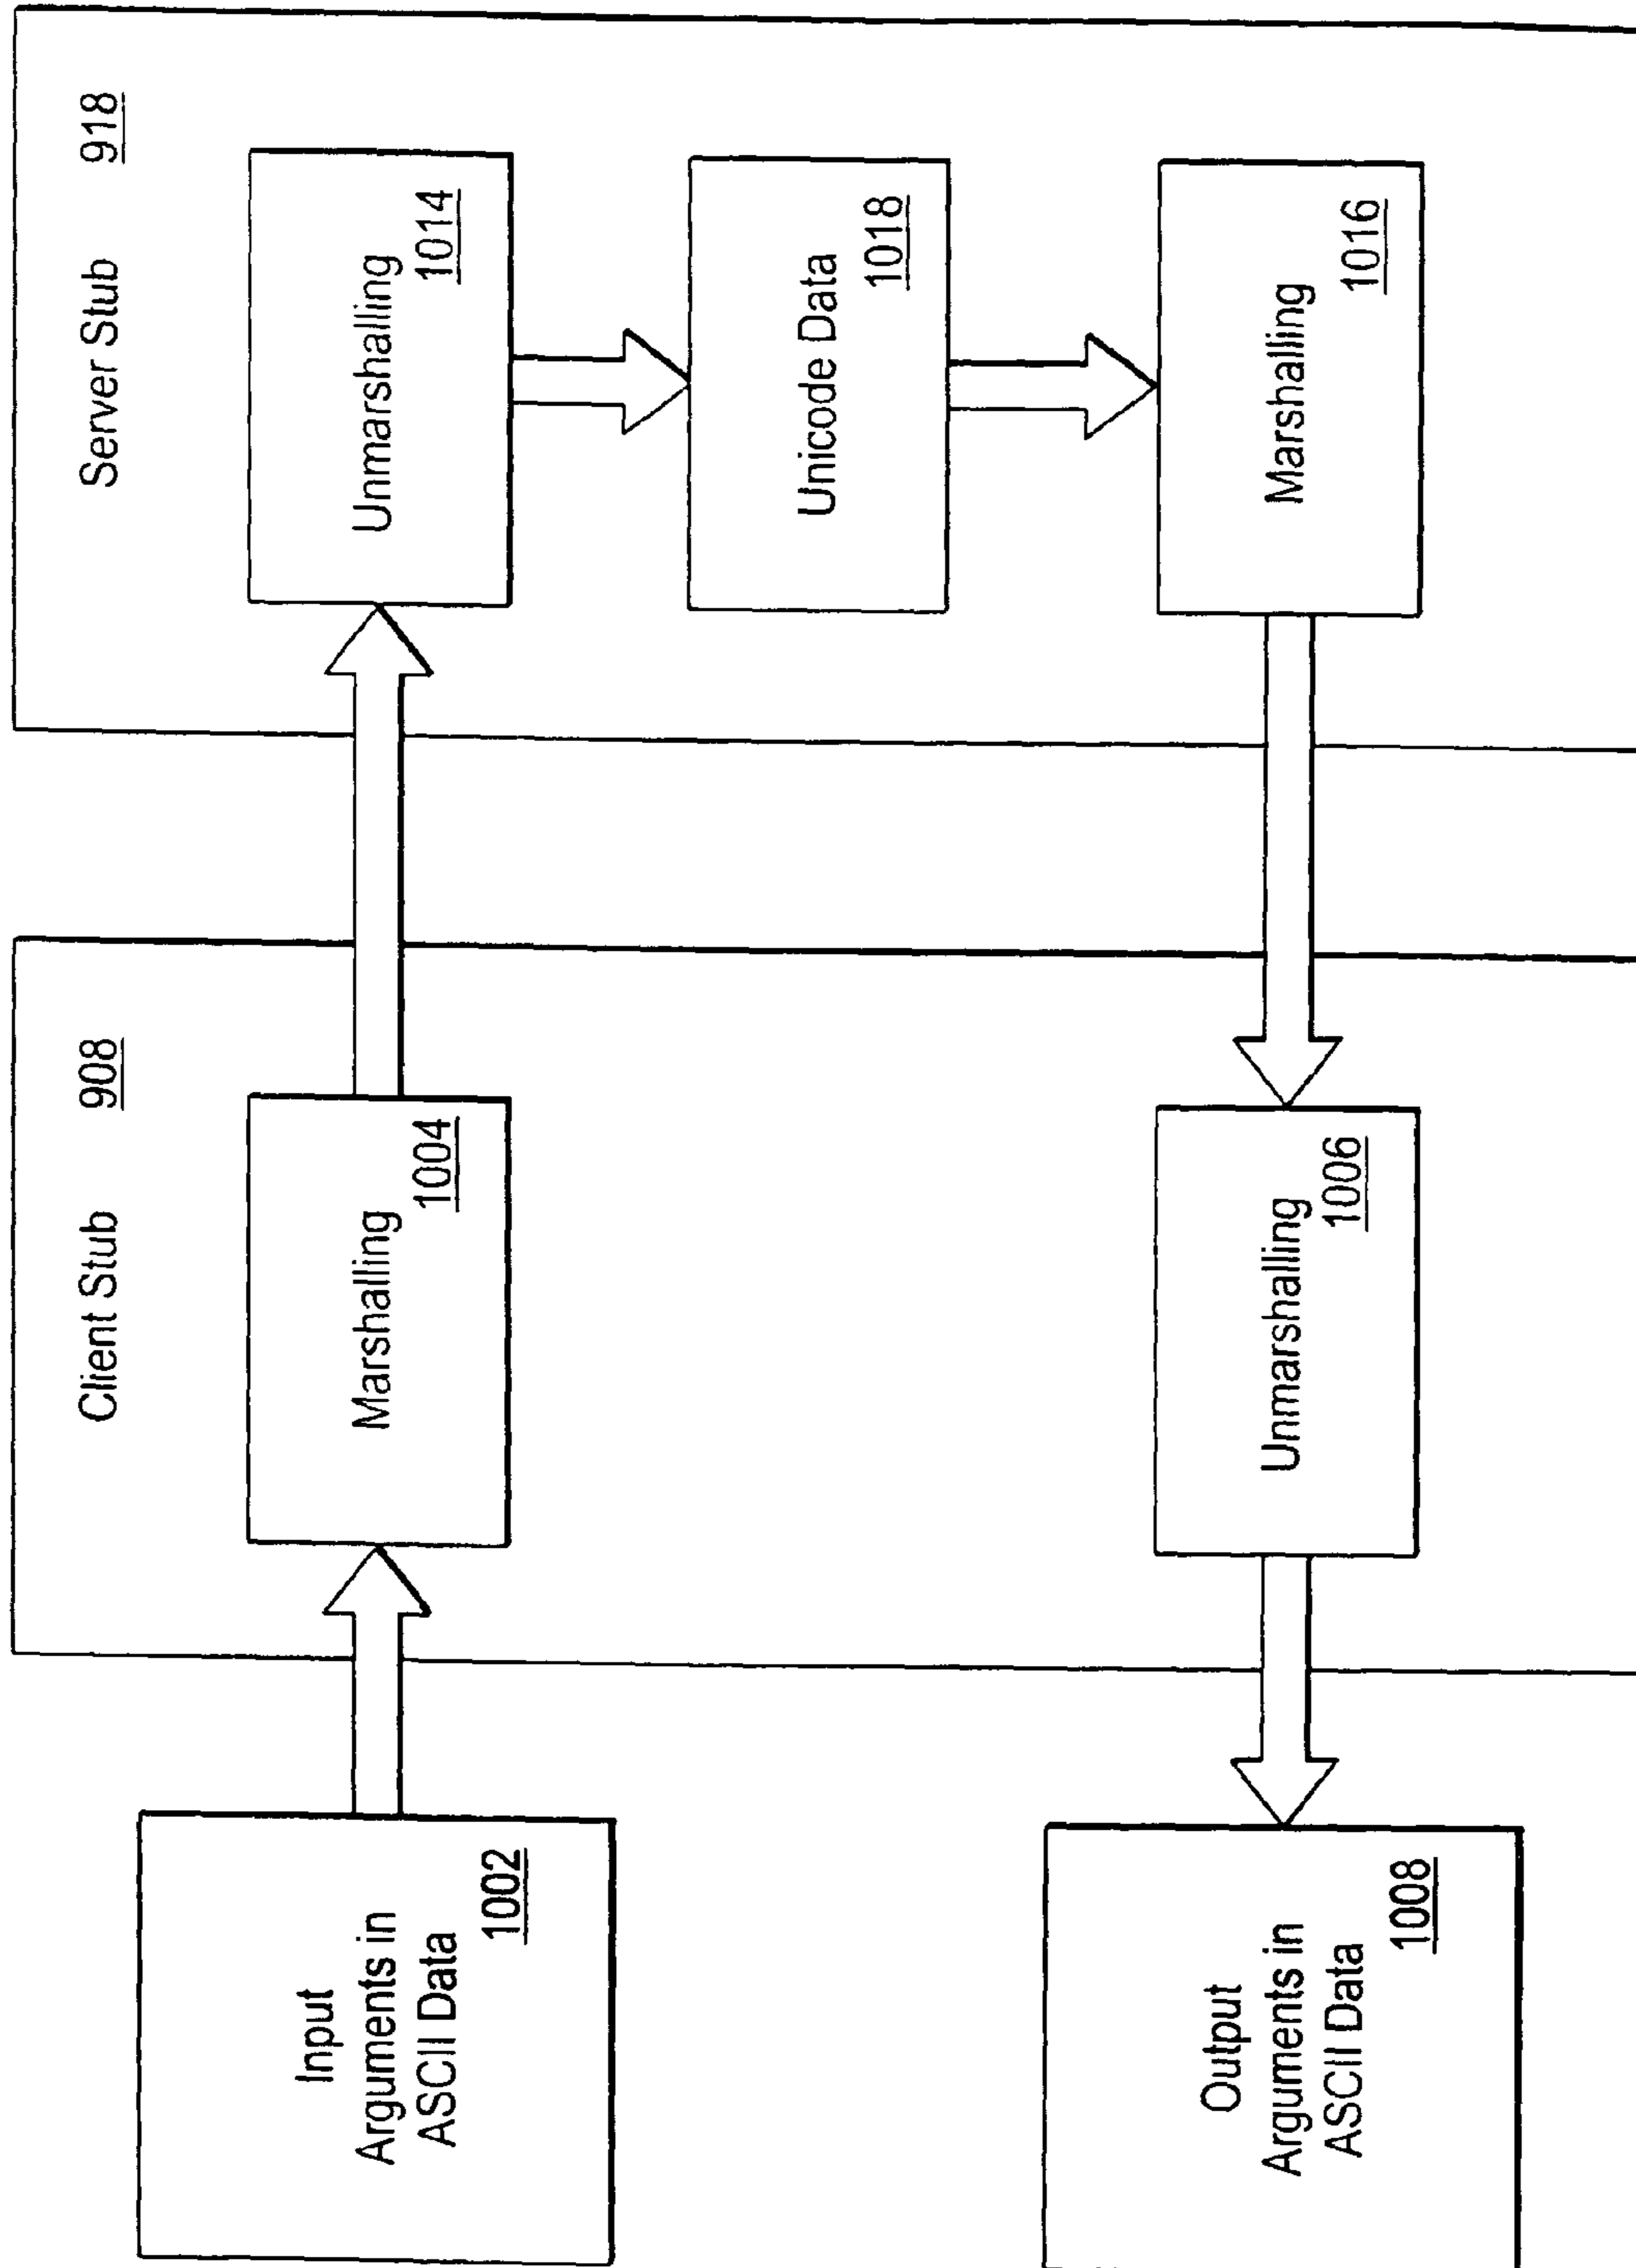 Input
Arguments in
ASCII Data
1002
Client Stub 908
Marshalling
1004
Server Stub 918
Unmarshalling
1014
Unicode Data
1018
Marshalling
1016
Unmarshalling
1006
Output
Arguments in
ASCII Data
1008